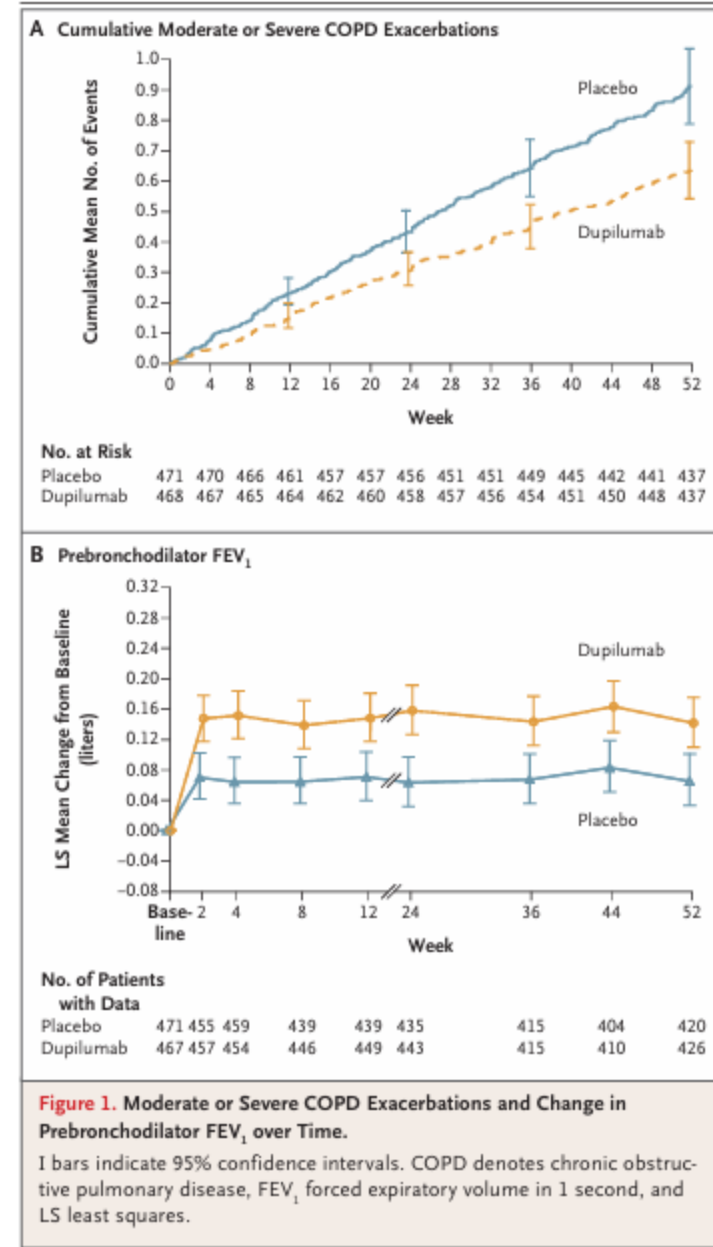 A Cumulative Moderate or Severe COPD Exacerbations
Cumulative Mean No. of Events
1.0
0.9
0.8
0.7
0.6
0.5
0.4
0.3
0.2
0.1
0.0
Placebo
Dupilumab
0 4 8 12 16 20 24 28 32 36 40 44 48 52
Week
No. at Risk
Placebo 471 470 466 461 457 457 456 451 451 449 445 442 441 437
Dupilumab 468 467 465 464 462 460 458 457 456 454 451 450 448 437
B Prebronchodilator FEV₁
LS Mean Change from Baseline
(liters)
0.32
0.28
0.24
0.20
0.16
0.12
0.08
0.04
0.00
−0.04
−0.08
Dupilumab
Placebo
Base- 2 4 8 12 24 36 44 52
line
Week
No. of Patients
with Data
Placebo 471 455 459 439 439 435 415 404 420
Dupilumab 467 457 454 446 449 443 415 410 426
Figure 1. Moderate or Severe COPD Exacerbations and Change in
Prebronchodilator FEV₁ over Time.
I bars indicate 95% confidence intervals. COPD denotes chronic obstruc-
tive pulmonary disease, FEV₁ forced expiratory volume in 1 second, and
LS least squares.